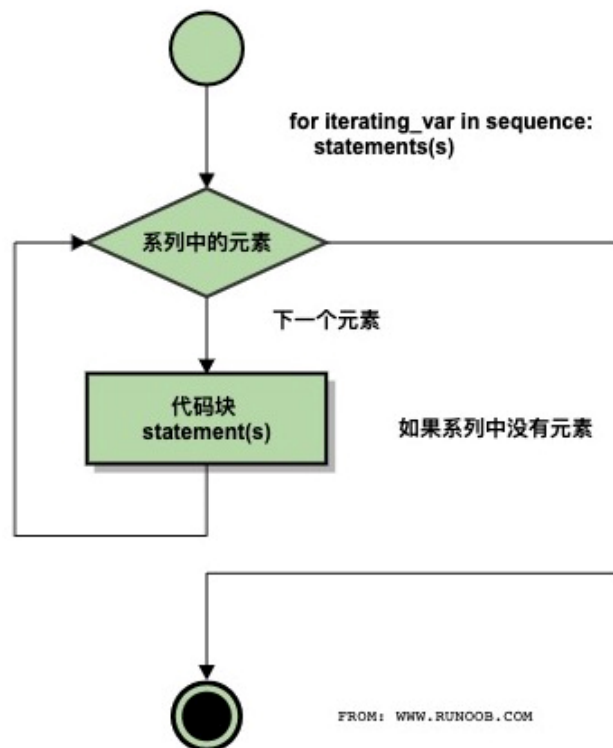 for iterating_var in sequence:
statements(s)
系列中的元素
下一个元素
代码块
statement(s)
如果系列中没有元素
FROM: WWW.RUNOOB.COM